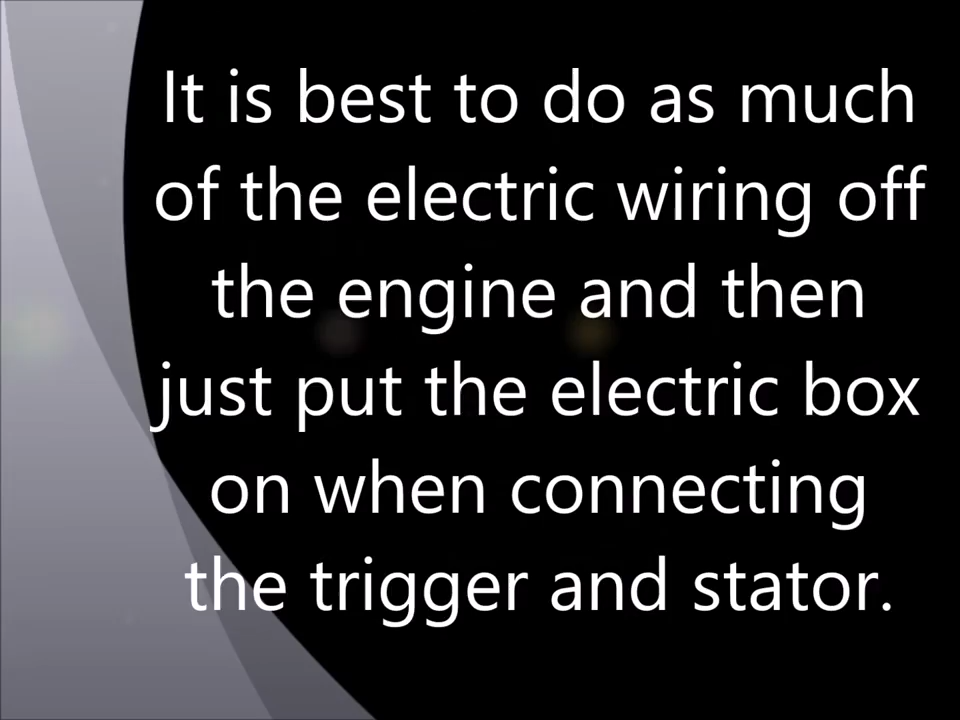 It is best to do as much
of the electric wiring off
the engine and then
just put the electric box
on when connecting
the trigger and stator.